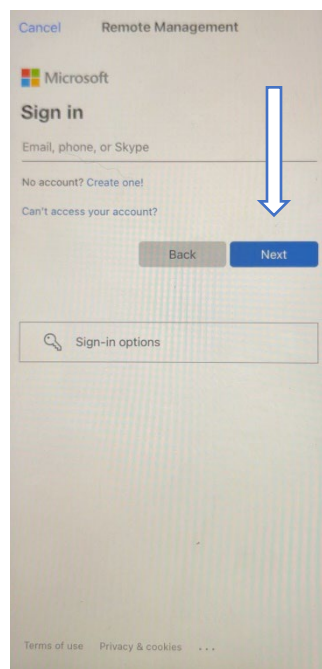 Cancel Remote Management
Microsoft
Sign in
Email, phone, or Skype
No account? Create one!
Can't access your account?
Back Next
Sign-in options
Terms of use Privacy & cookies ...